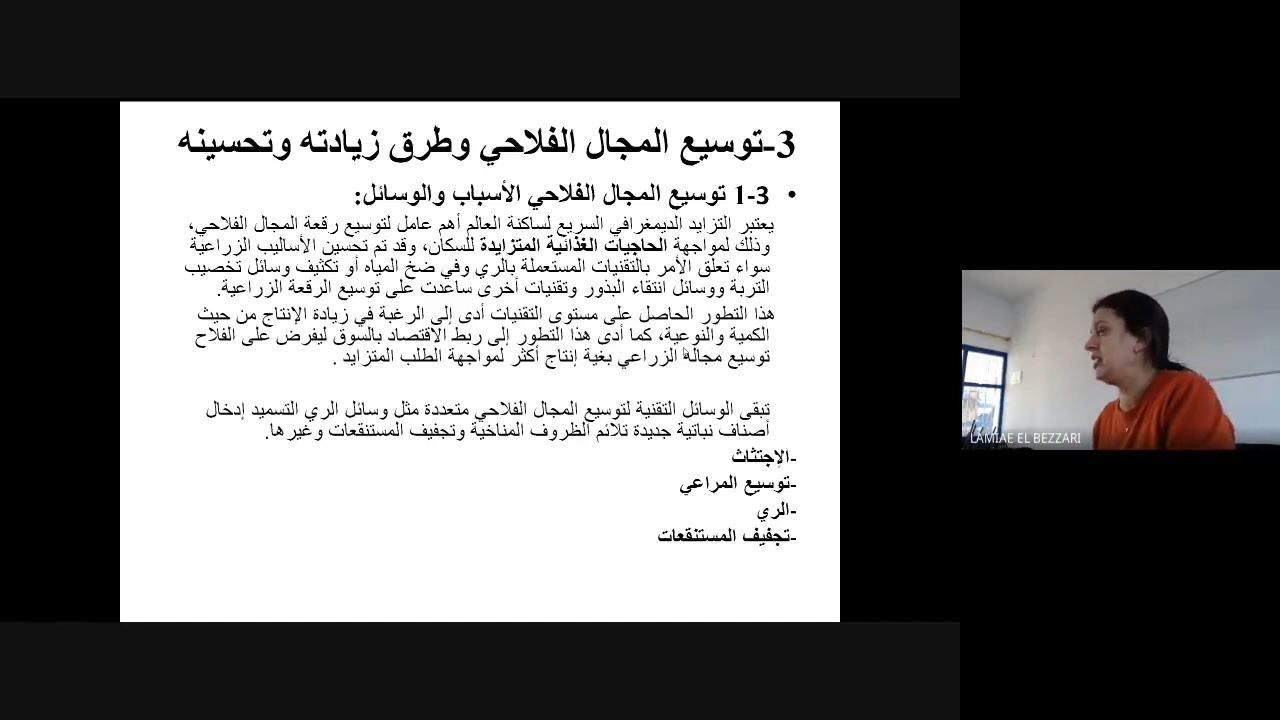 3-توسيع المجال الفلاحي وطرق زيادته وتحسينه
• 3-1 توسيع المجال الفلاحي الأسباب والوسائل:
يعتبر التزايد الديمغرافي السريع لساكنة العالم أهم عامل لتوسيع رقعة المجال الفلاحي،
وذلك لمواجهة الحاجيات الغذائية المتزايدة للسكان، وقد تم تحسين الأساليب الزراعية
سواء تعلق الأمر بالتقنيات المستعملة بالري وفي ضخ المياه أو تكثيف وسائل تخصيب
التربة ووسائل انتقاء البذور وتقنيات أخرى ساعدت على توسيع الرقعة الزراعية.
هذا التطور الحاصل على مستوى التقنيات أدى إلى الرغبة في زيادة الإنتاج من حيث
الكمية والنوعية، كما أدى هذا التطور إلى ربط الاقتصاد بالسوق ليفرض على الفلاح
توسيع مجاله الزراعي بغية إنتاج أكثر لمواجهة الطلب المتزايد .
تبقى الوسائل التقنية لتوسيع المجال الفلاحي متعددة مثل وسائل الري التسميد إدخال
أصناف نباتية جديدة تلائم الظروف المناخية وتجفيف المستنقعات وغيرها.
-الإجتثاث
-توسيع المراعي
-الري
-تجفيف المستنقعات
LAMIAE EL BEZZARI